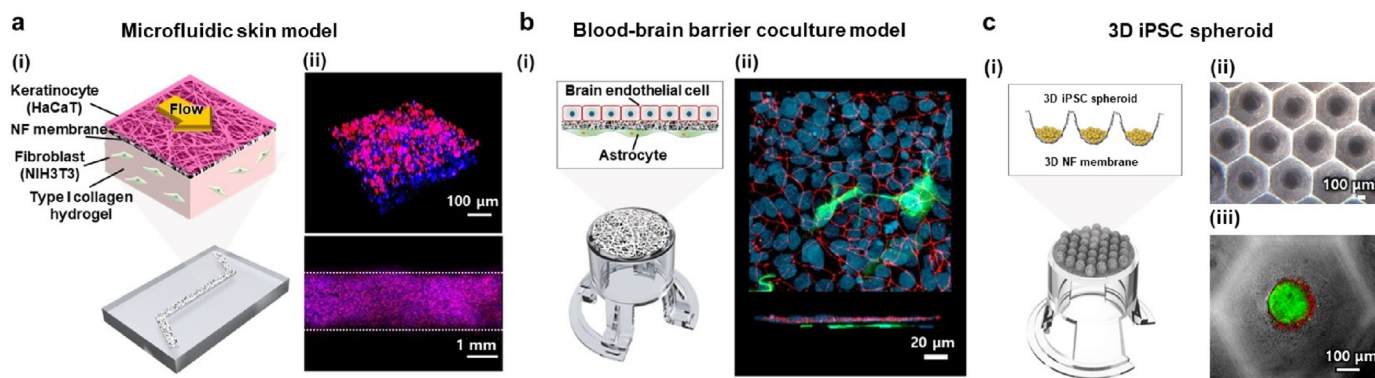 a
Microfluidic skin model
(i)
Keratinocyte
(HaCaT)
NF membrane
Fibroblast
(NIH3T3)
Type I collagen
hydrogel
Flow
(ii)
100 μm
1 mm
b
Blood-brain barrier coculture model
(i)
Brain endothelial cell
Astrocyte
(ii)
20 μm
c
3D iPSC spheroid
(i)
3D iPSC spheroid
3D NF membrane
(ii)
100 μm
(iii)
100 μm